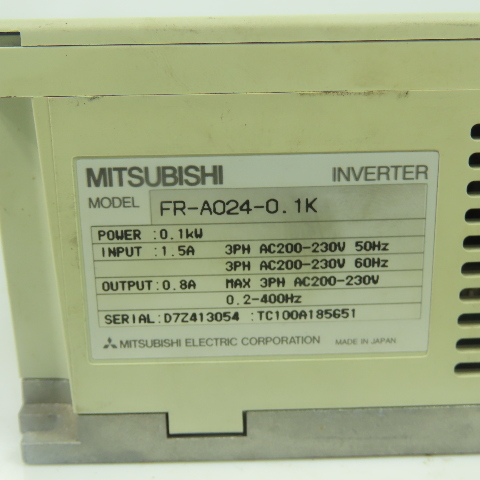 MITSUBISHI INVERTER
MODEL FR-A024-0.1K
POWER :0.1kW
INPUT :1.5A 3PH AC200-230V 50Hz
3PH AC200-230V 60Hz
OUTPUT:0.8A MAX 3PH AC200-230V
0.2-400Hz
SERIAL:D7Z413054 :TC100A185G51
MITSUBISHI ELECTRIC CORPORATION MADE IN JAPAN